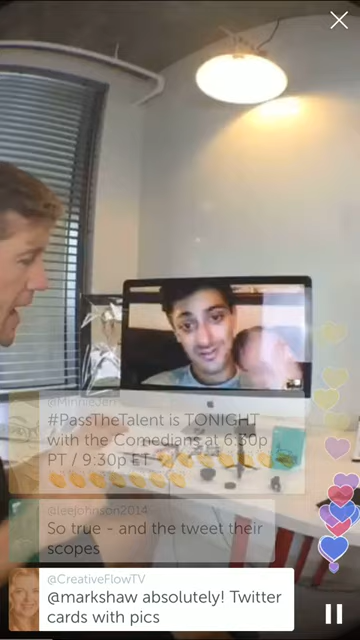 @MinnieJen
#PassTheTalent is TONIGHT
with the Comedians at 6:30p
PT / 9:30p ET 👏👏👏👏👏👏
👏👏👏👏👏👏👏
@leejohnson2014
So true - and the tweet their
scopes
@CreativeFlowTV
@markshaw absolutely! Twitter
cards with pics